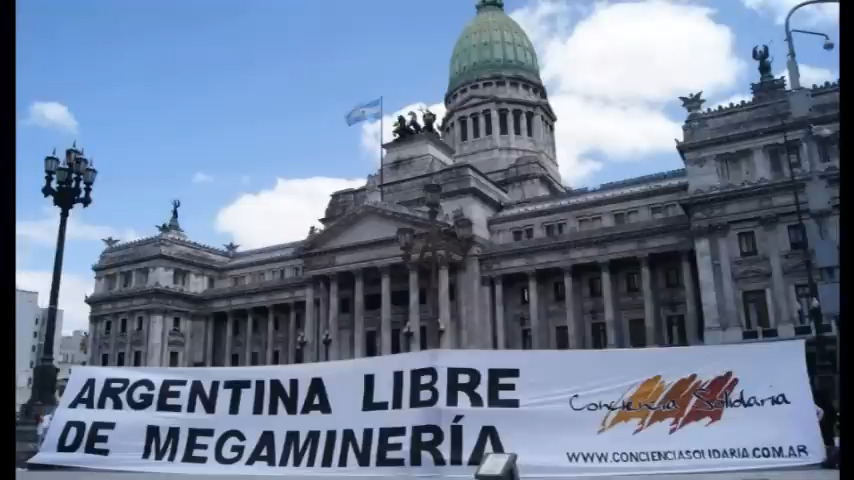 ARGENTINA LIBRE
DE MEGAMINERÍA
Conciencia Solidaria
WWW.CONCIENCIASOLIDARIA.COM.AR